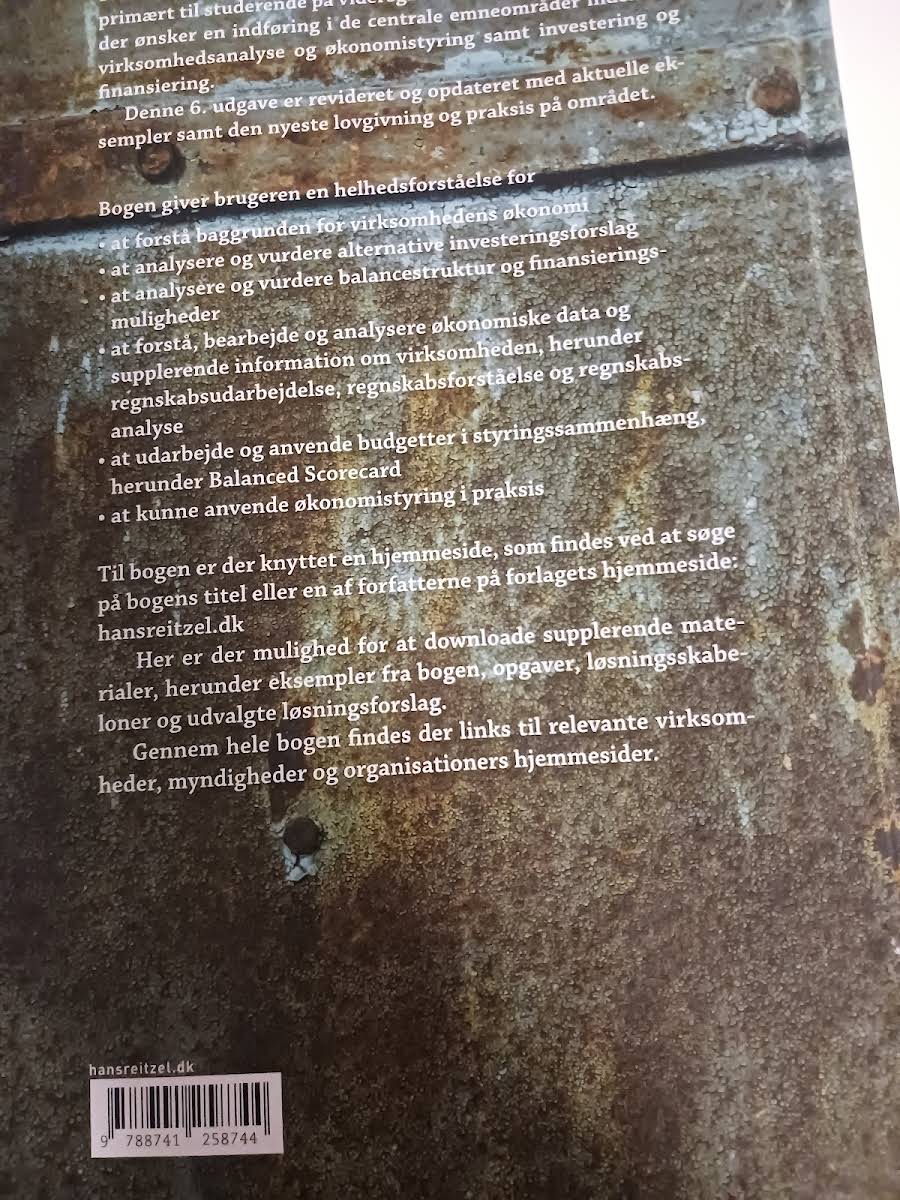 primært til studerende på
der ønsker en indføring i de centrale emneområder
virksomhedsanalyse og økonomistyring samt investering og
finansiering.
Denne 6. udgave er revideret og opdateret med aktuelle ek-
sempler samt den nyeste lovgivning og praksis på området.
Bogen giver brugeren en helhedsforståelse for
• at forstå baggrunden for virksomhedens økonomi
• at analysere og vurdere alternative investeringsforslag
• at analysere og vurdere balancestruktur og finansierings-
muligheder
• at forstå, bearbejde og analysere økonomiske data og
supplerende information om virksomheden, herunder
regnskabsudarbejdelse, regnskabsforståelse og regnskabs-
analyse
• at udarbejde og anvende budgetter i styringssammenhæng,
herunder Balanced Scorecard
• at kunne anvende økonomistyring i praksis
Til bogen er der knyttet en hjemmeside, som findes ved at søge
på bogens titel eller en af forfatterne på forlagets hjemmeside:
hansreitzel.dk
Her er der mulighed for at downloade supplerende mate-
rialer, herunder eksempler fra bogen, opgaver, løsningsskabe-
loner og udvalgte løsningsforslag.
Gennem hele bogen findes der links til relevante virksom-
heder, myndigheder og organisationers hjemmesider.
hansreitzel.dk
9 788741 258744